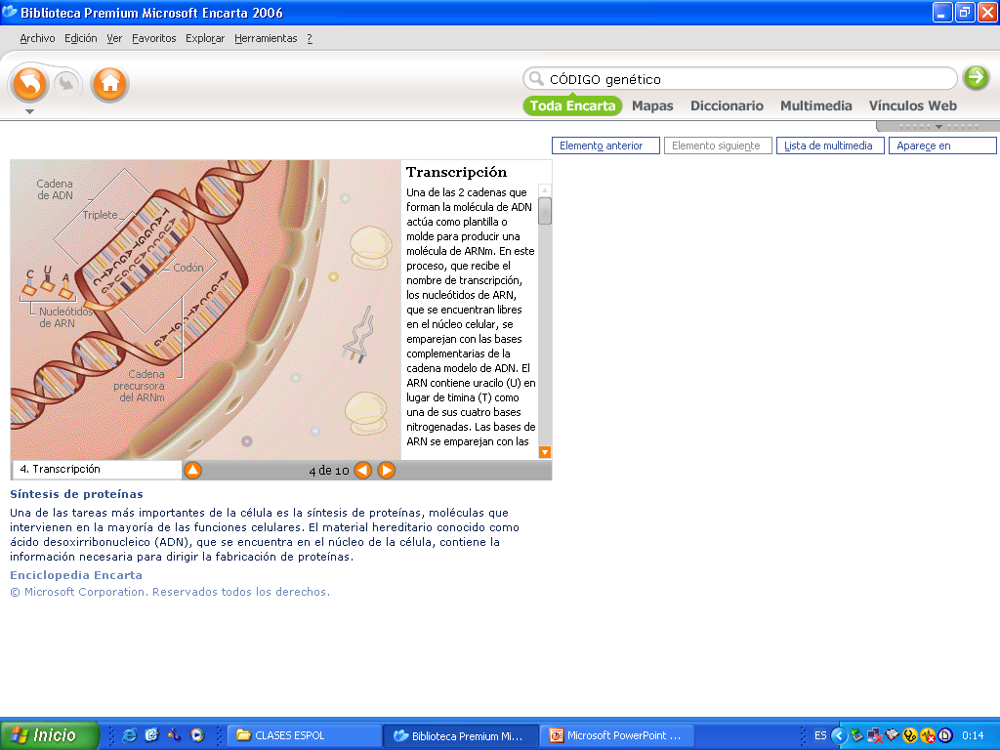 Biblioteca Premium Microsoft Encarta 2006
Archivo Edición Ver Favoritos Explorar Herramientas ?
CÓDIGO genético
Toda Encarta Mapas Diccionario Multimedia Vínculos Web
Elemento anterior Elemento siguiente Lista de multimedia Aparece en
Cadena
de ADN
Triplete
Codón
C U A
Nucleótidos
de ARN
Cadena
precursora
del ARNm
Transcripción
Una de las 2 cadenas que
forman la molécula de ADN
actúa como plantilla o
molde para producir una
molécula de ARNm. En este
proceso, que recibe el
nombre de transcripción,
los nucleótidos de ARN,
que se encuentran libres
en el núcleo celular, se
emparejan con las bases
complementarias de la
cadena modelo de ADN. El
ARN contiene uracilo (U) en
lugar de timina (T) como
una de sus cuatro bases
nitrogenadas. Las bases de
ARN se emparejan con las
4. Transcripción
4 de 10
Síntesis de proteínas
Una de las tareas más importantes de la célula es la síntesis de proteínas, moléculas que
intervienen en la mayoría de las funciones celulares. El material hereditario conocido como
ácido desoxirribonucleico (ADN), que se encuentra en el núcleo de la célula, contiene la
información necesaria para dirigir la fabricación de proteínas.
Enciclopedia Encarta
© Microsoft Corporation. Reservados todos los derechos.
Inicio
CLASES ESPOL
Biblioteca Premium Mi...
Microsoft PowerPoint ...
ES
0:14